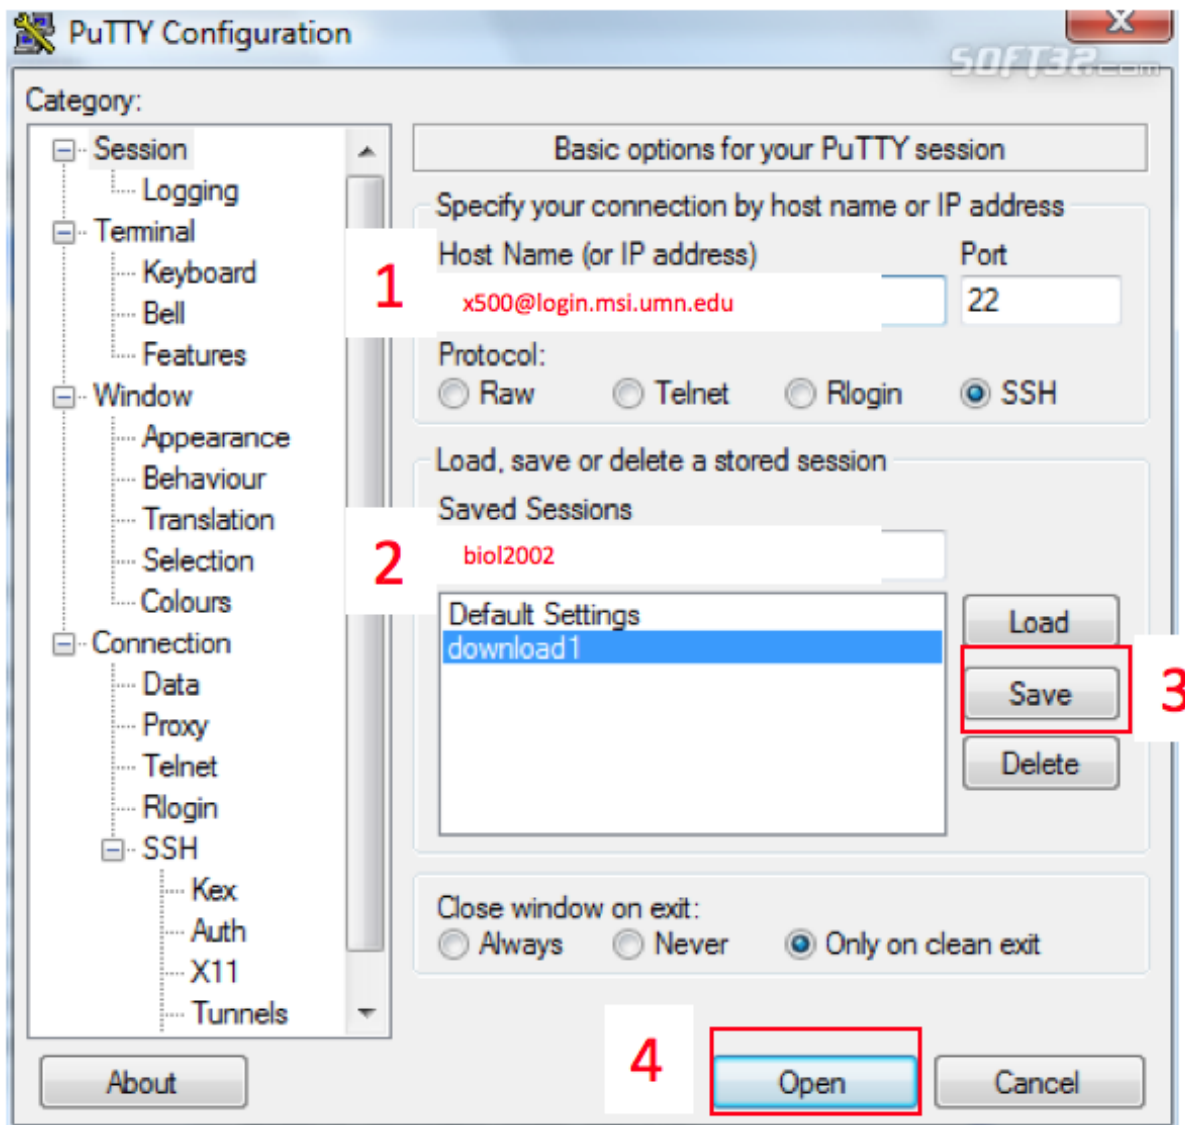 PuTTY Configuration
X
SOFT32.com
Category:
Session
Logging
Terminal
Keyboard
Bell
Features
Window
Appearance
Behaviour
Translation
Selection
Colours
Connection
Data
Proxy
Telnet
Rlogin
SSH
Kex
Auth
X11
Tunnels
Basic options for your PuTTY session
Specify your connection by host name or IP address
Host Name (or IP address) Port
1 x500@login.msi.umn.edu 22
Protocol:
Raw Telnet Rlogin SSH
Load, save or delete a stored session
Saved Sessions
2 biol2002
Default Settings
download1
Load
Save 3
Delete
Close window on exit:
Always Never Only on clean exit
4
About Open Cancel